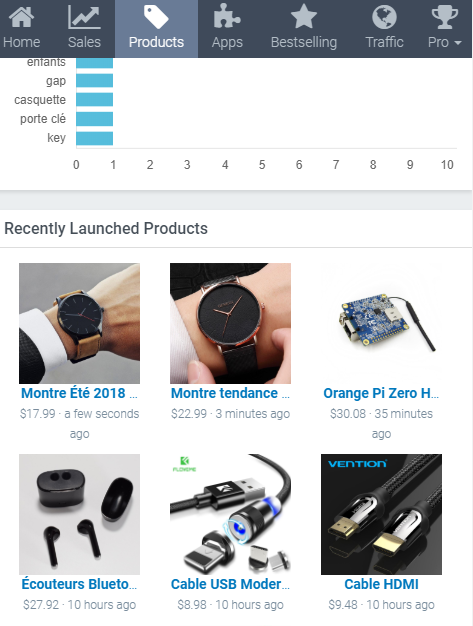 Home Sales Products Apps Bestselling Traffic Pro
enfants
gap
casquette
porte clé
key
0 1 2 3 4 5 6 7 8 9 10
Recently Launched Products
Montre Été 2018 ...
$17.99 · a few seconds
ago
Montre tendance ...
$22.99 · 3 minutes ago
Orange Pi Zero H...
$30.08 · 35 minutes
ago
FLOVEME
VENTION
Écouteurs Blueto...
$27.92 · 10 hours ago
Cable USB Moder...
$8.98 · 10 hours ago
Cable HDMI
$9.48 · 10 hours ago